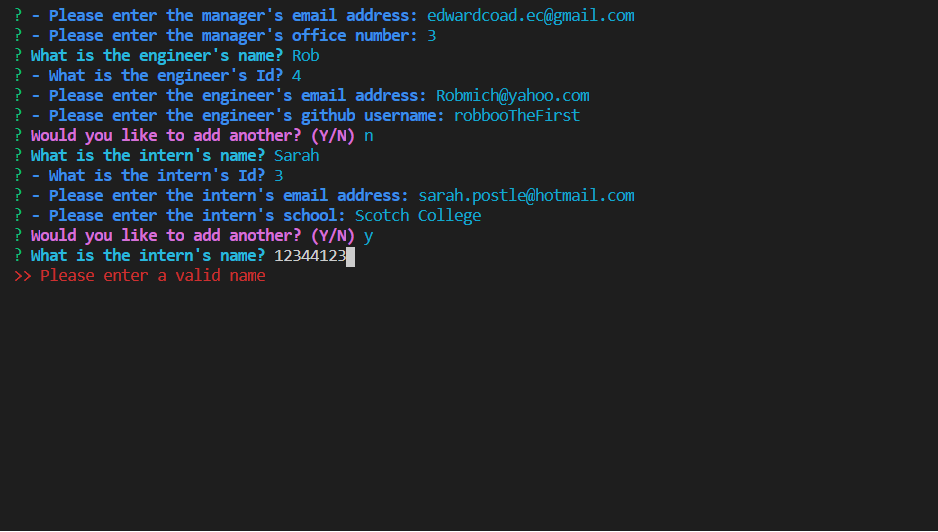 ? - Please enter the manager's email address: edwardcoad.ec@gmail.com
? - Please enter the manager's office number: 3
? What is the engineer's name? Rob
? - What is the engineer's Id? 4
? - Please enter the engineer's email address: Robmich@yahoo.com
? - Please enter the engineer's github username: robbooTheFirst
? Would you like to add another? (Y/N) n
? What is the intern's name? Sarah
? - What is the intern's Id? 3
? - Please enter the intern's email address: sarah.postle@hotmail.com
? - Please enter the intern's school: Scotch College
? Would you like to add another? (Y/N) y
? What is the intern's name? 12344123
>> Please enter a valid name